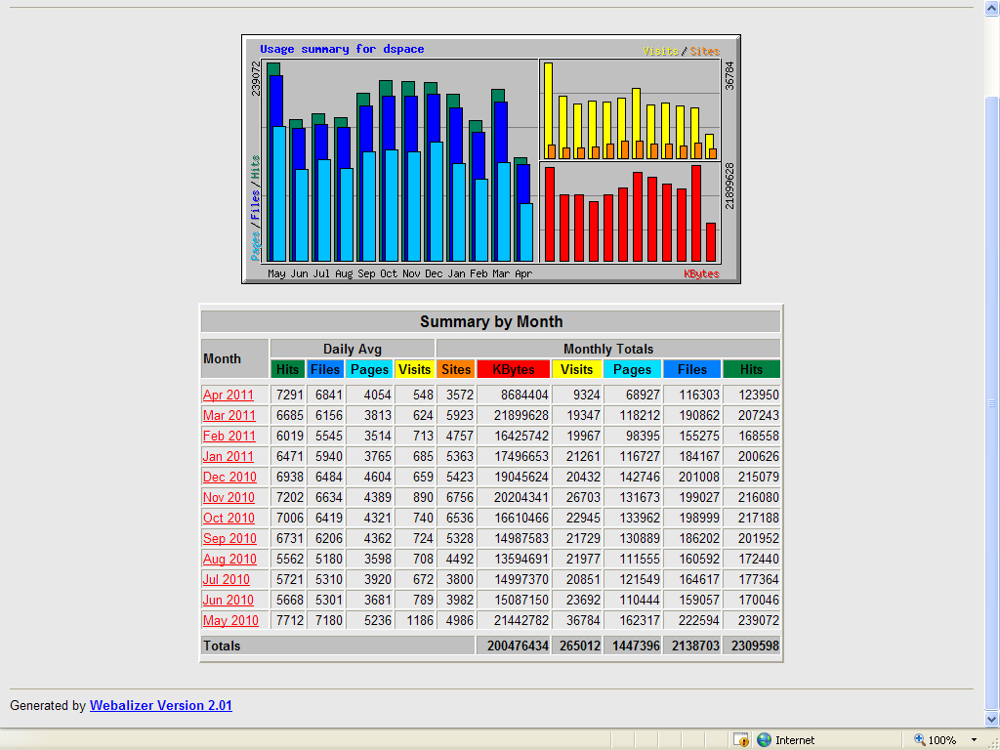 Usage summary for dspace
Visits / Sites
239072
36784
Pages / Files / Hits
21899628
May Jun Jul Aug Sep Oct Nov Dec Jan Feb Mar Apr
KBytes
Summary by Month
Month Daily Avg Monthly Totals
Hits Files Pages Visits Sites KBytes Visits Pages Files Hits
Apr 2011 7291 6841 4054 548 3572 8684404 9324 68927 116303 123950
Mar 2011 6685 6156 3813 624 5923 21899628 19347 118212 190862 207243
Feb 2011 6019 5545 3514 713 4757 16425742 19967 98395 155275 168558
Jan 2011 6471 5940 3765 685 5363 17496653 21261 116727 184167 200626
Dec 2010 6938 6484 4604 659 5423 19045624 20432 142746 201008 215079
Nov 2010 7202 6634 4389 890 6756 20204341 26703 131673 199027 216080
Oct 2010 7006 6419 4321 740 6536 16610466 22945 133962 198999 217188
Sep 2010 6731 6206 4362 724 5328 14987583 21729 130889 186202 201952
Aug 2010 5562 5180 3598 708 4492 13594691 21977 111555 160592 172440
Jul 2010 5721 5310 3920 672 3800 14997370 20851 121549 164617 177364
Jun 2010 5668 5301 3681 789 3982 15087150 23692 110444 159057 170046
May 2010 7712 7180 5236 1186 4986 21442782 36784 162317 222594 239072
Totals 200476434 265012 1447396 2138703 2309598
Generated by Webalizer Version 2.01
Internet 100%